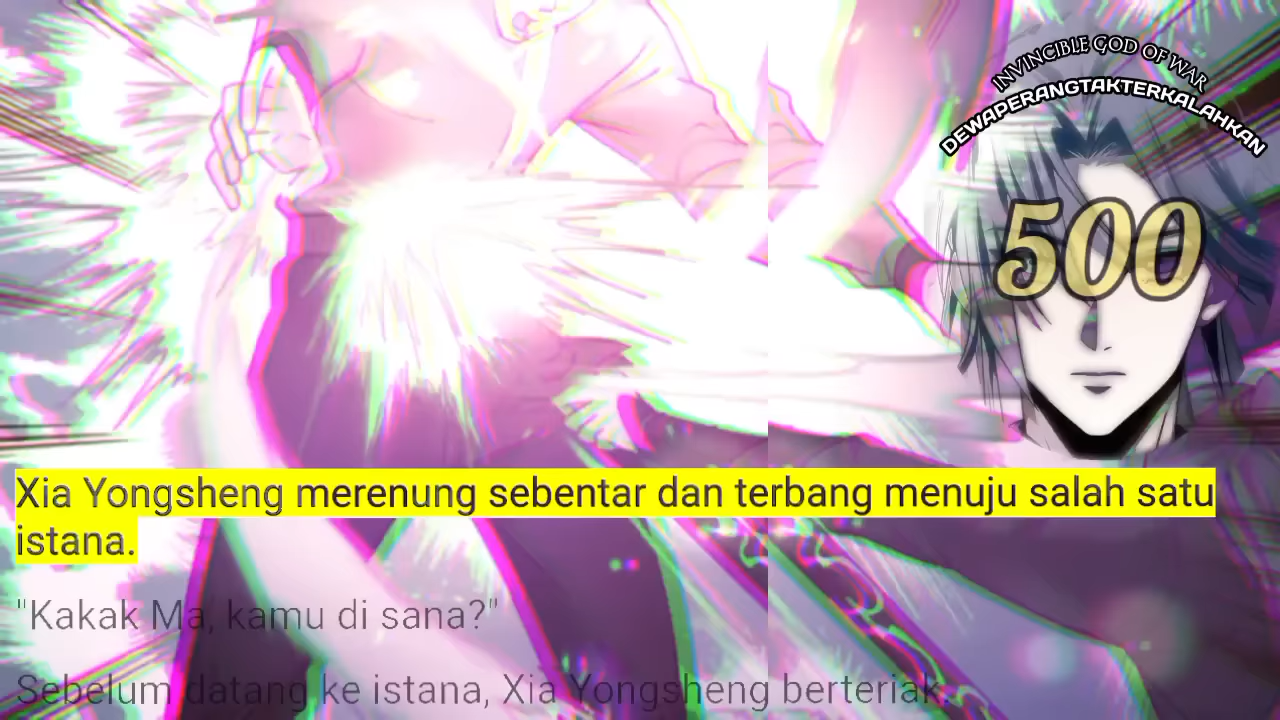 INVINCIBLE GOD OF WAR
DEWAPERANGTAKTERKALAHKAN
500
Xia Yongsheng merenung sebentar dan terbang menuju salah satu
istana.
"Kakak Ma, kamu di sana?"
Sebelum datang ke istana, Xia Yongsheng berteriak.